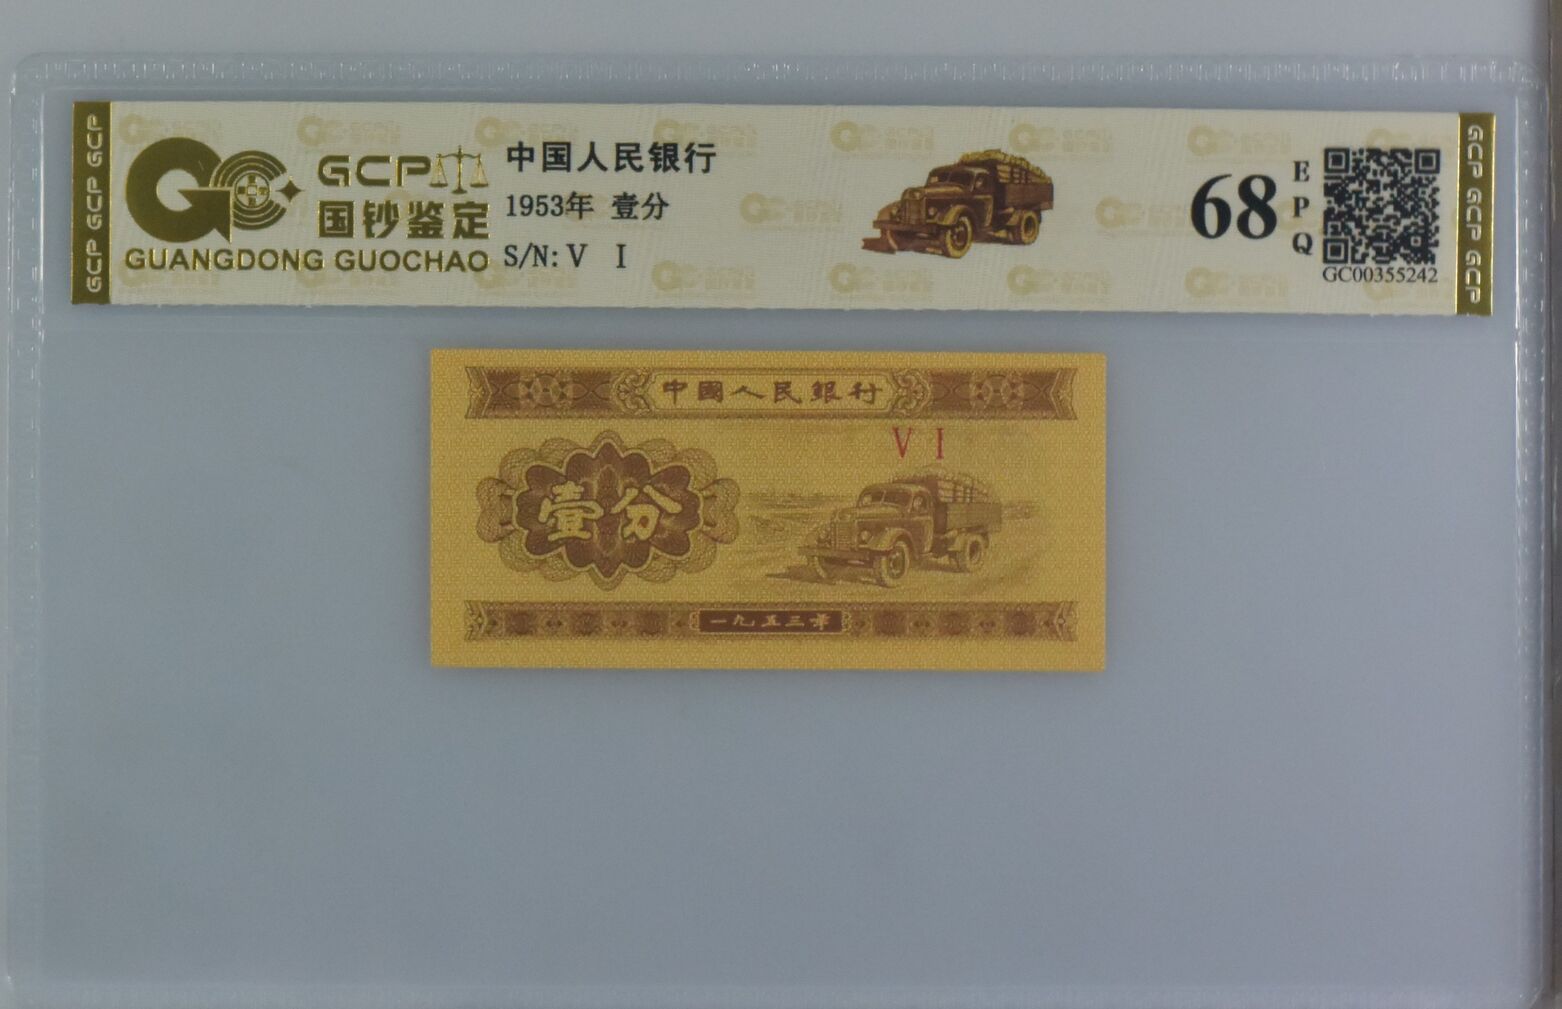 GCP GCP GCP
GCP
国钞鉴定
GUANGDONG GUOCHAO
中国人民银行
1953年 壹分
S/N: V I
68
E
P
Q
GC00355242
GCP GCP GCP
中國人民銀行
V I
壹分
一九五三年